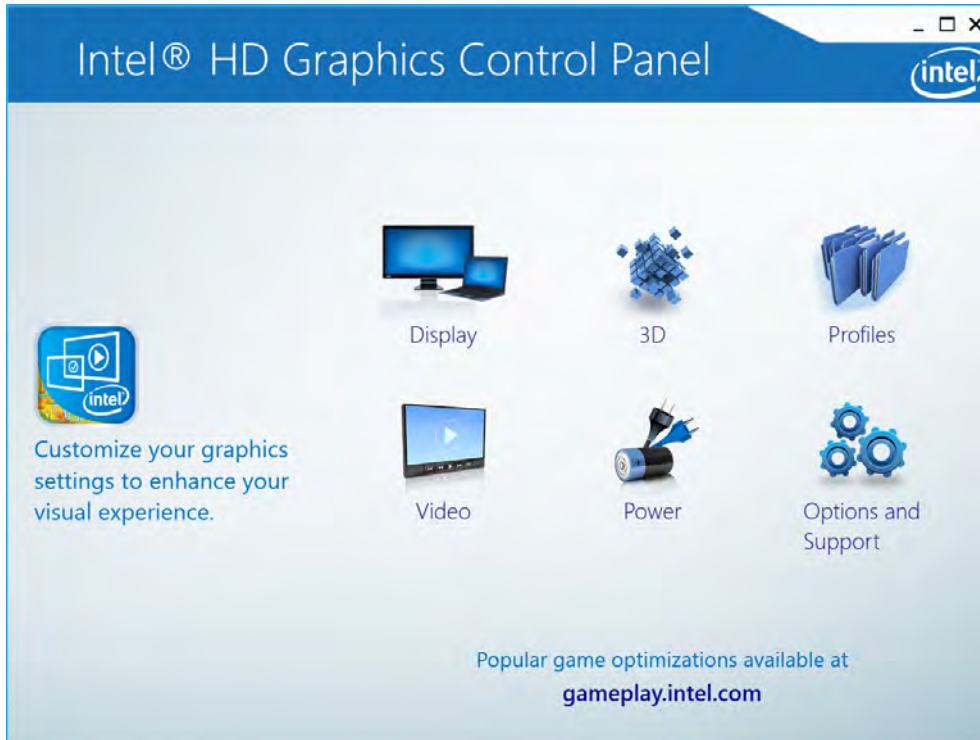 Intel® HD Graphics Control Panel
intel
Display
3D
Profiles
intel
Customize your graphics
settings to enhance your
visual experience.
Video
Power
Options and
Support
Popular game optimizations available at
gameplay.intel.com